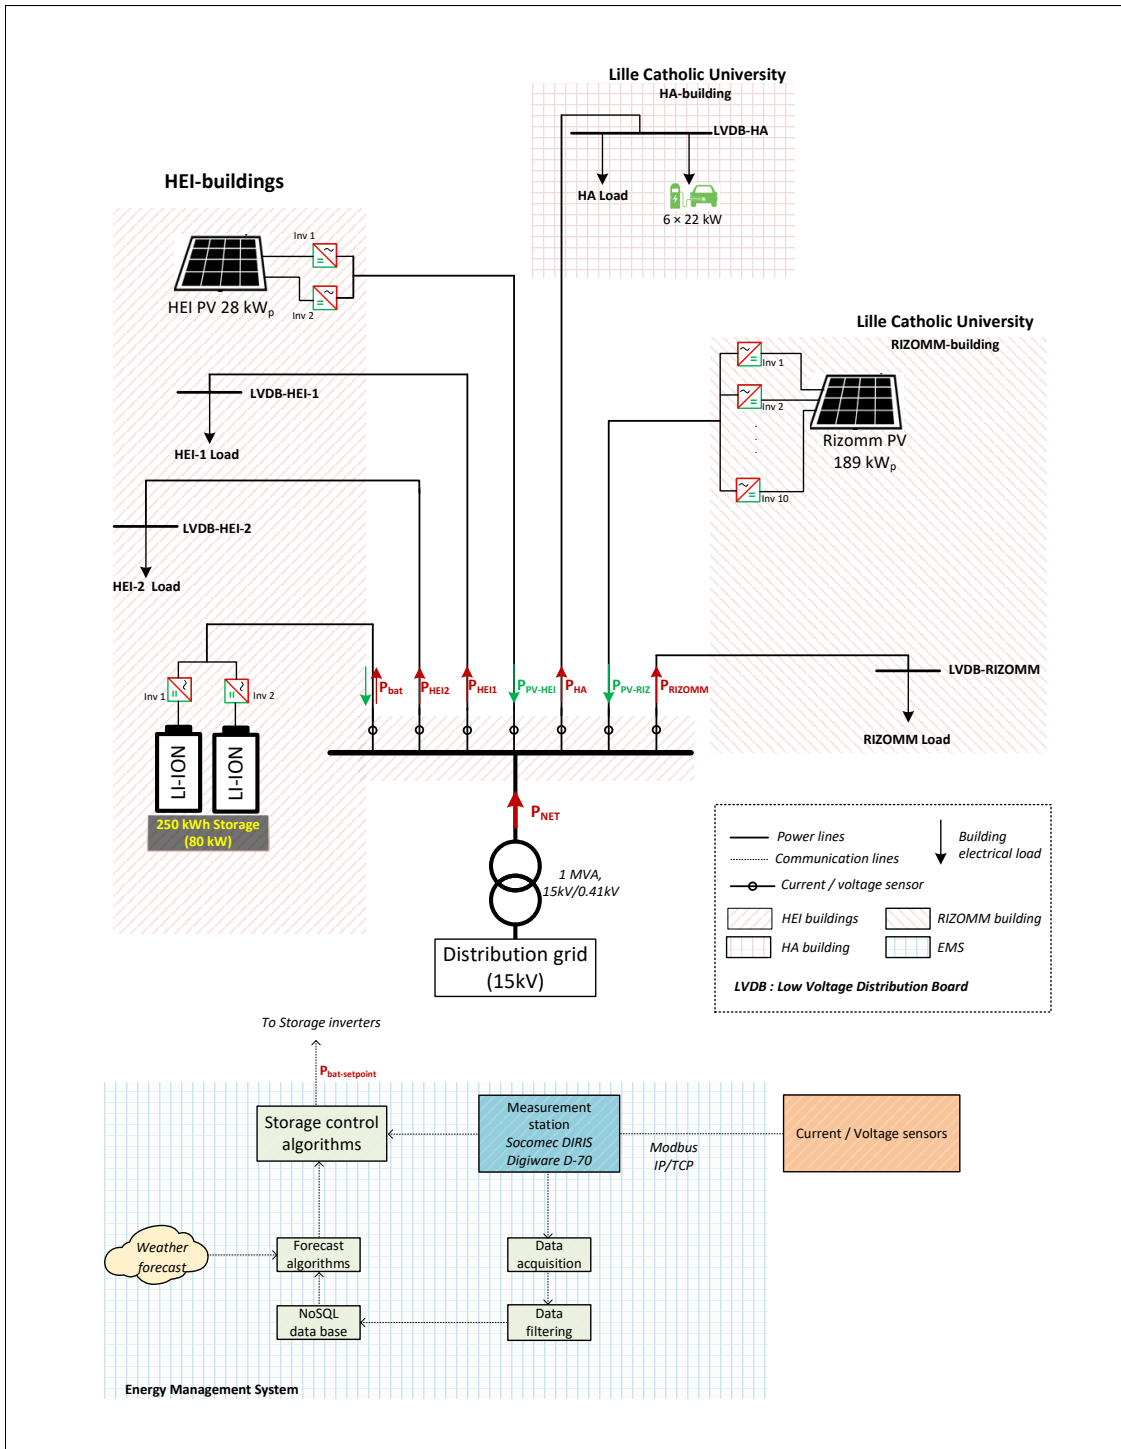 Lille Catholic University
HA-building
LVDB-HA
HA Load
6 × 22 kW
HEI-buildings
Inv 1
Inv 2
HEI PV 28 kWp
Lille Catholic University
RIZOMM-building
Inv 1
Inv 2
.
.
.
Inv 10
Rizomm PV
189 kWp
LVDB-HEI-1
HEI-1 Load
LVDB-HEI-2
HEI-2 Load
Inv 1
Inv 2
LI-ION
LI-ION
250 kWh Storage
(80 kW)
Pbat
PHEI2
PHEI1
PPV-HEI
PHA
PPV-RIZ
PRIZOMM
LVDB-RIZOMM
RIZOMM Load
PNET
1 MVA,
15kV/0.41kV
Distribution grid
(15kV)
Power lines
Communication lines
Current / voltage sensor
Building
electrical load
HEI buildings
RIZOMM building
HA building
EMS
LVDB : Low Voltage Distribution Board
To Storage inverters
Pbat-setpoint
Storage control
algorithms
Measurement
station
Socomec DIRIS
Digiware D-70
Modbus
IP/TCP
Current / Voltage sensors
Weather
forecast
Forecast
algorithms
Data
acquisition
NoSQL
data base
Data
filtering
Energy Management System